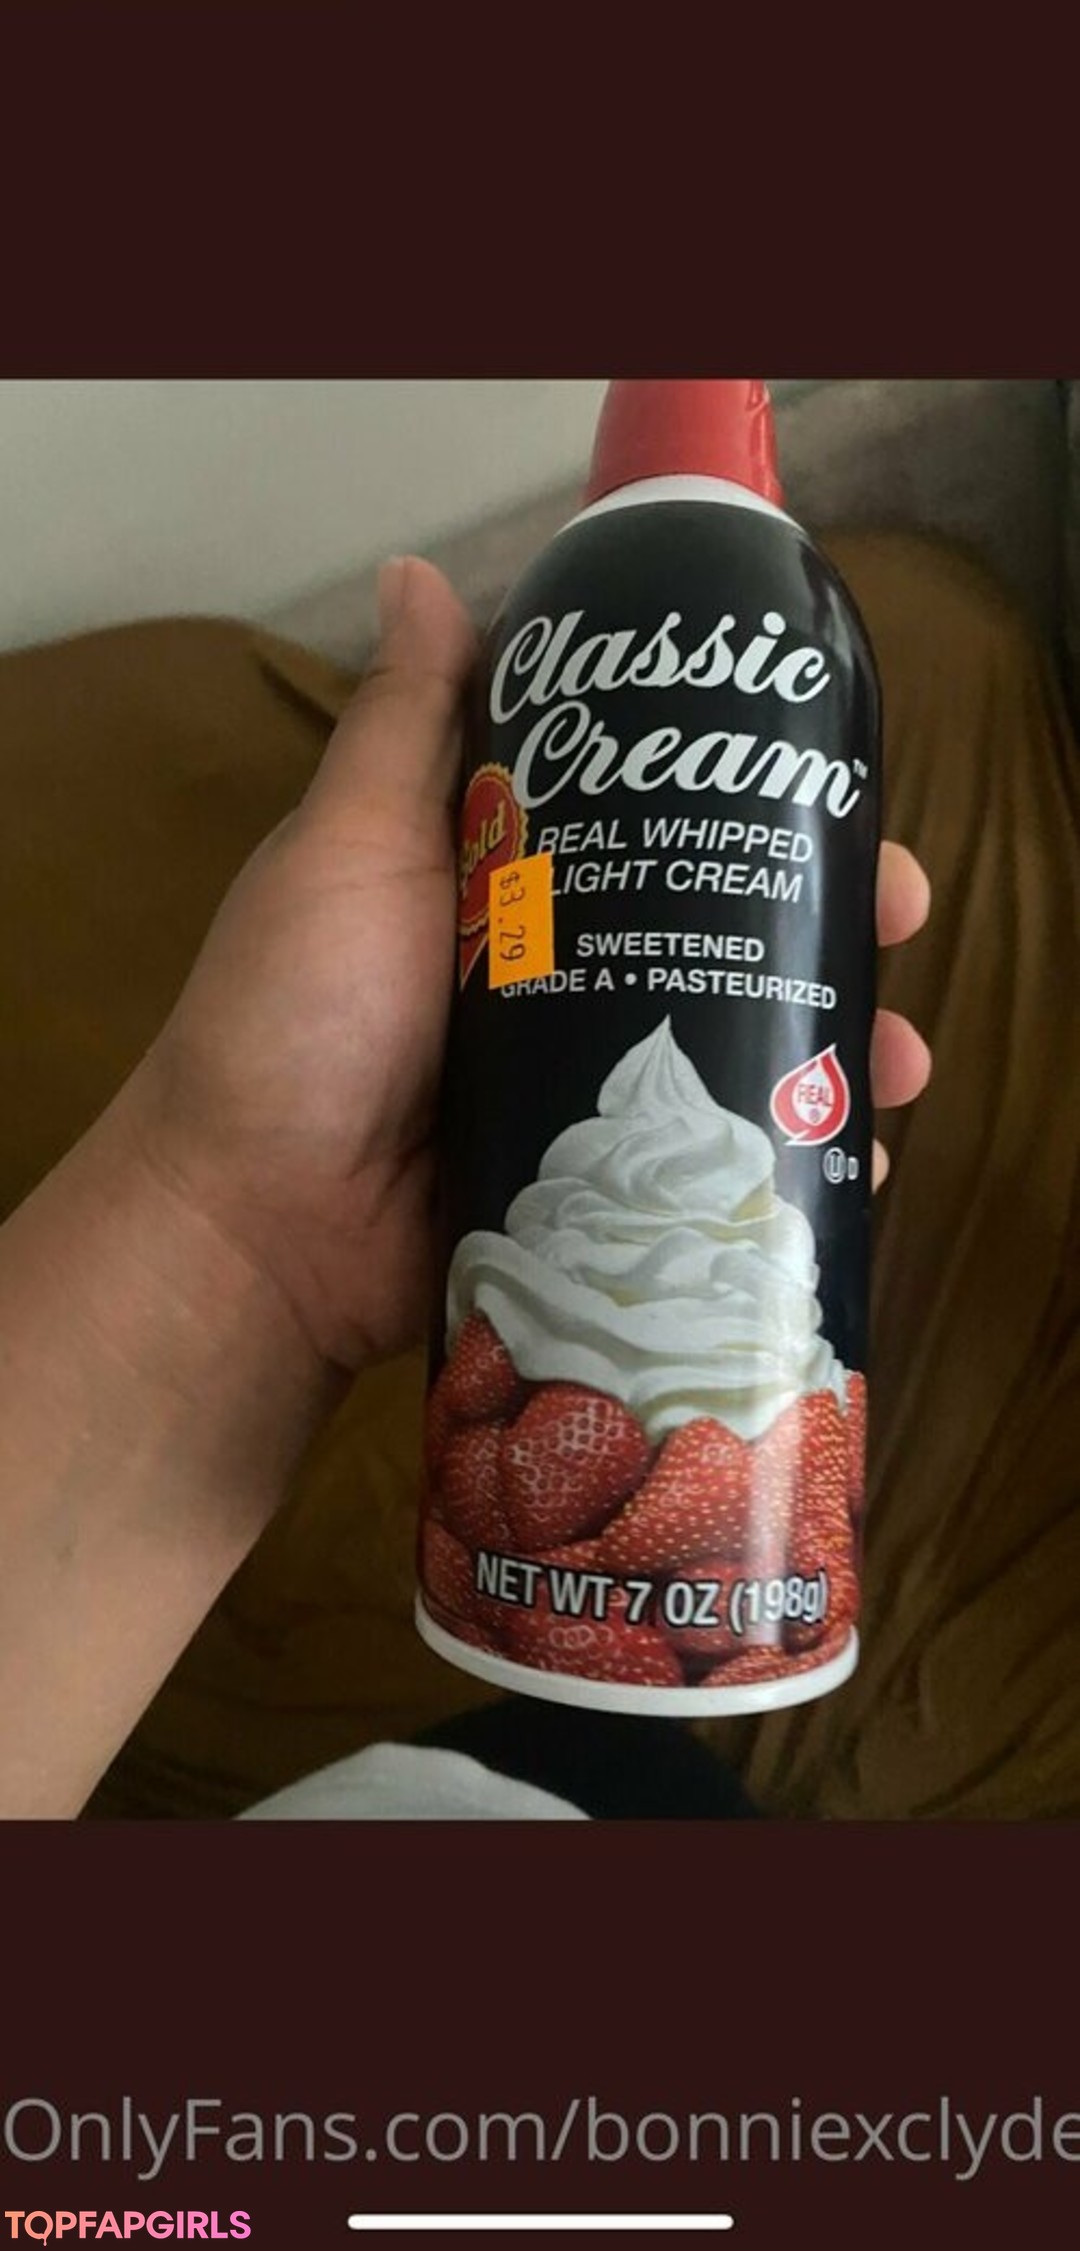 Classic
Cream™
Gold
REAL WHIPPED
LIGHT CREAM
$3.29
SWEETENED
GRADE A • PASTEURIZED
REAL
®
Ⓤ D
NET WT 7 OZ (198g)
OnlyFans.com/bonniexclyde
TOPFAPGIRLS